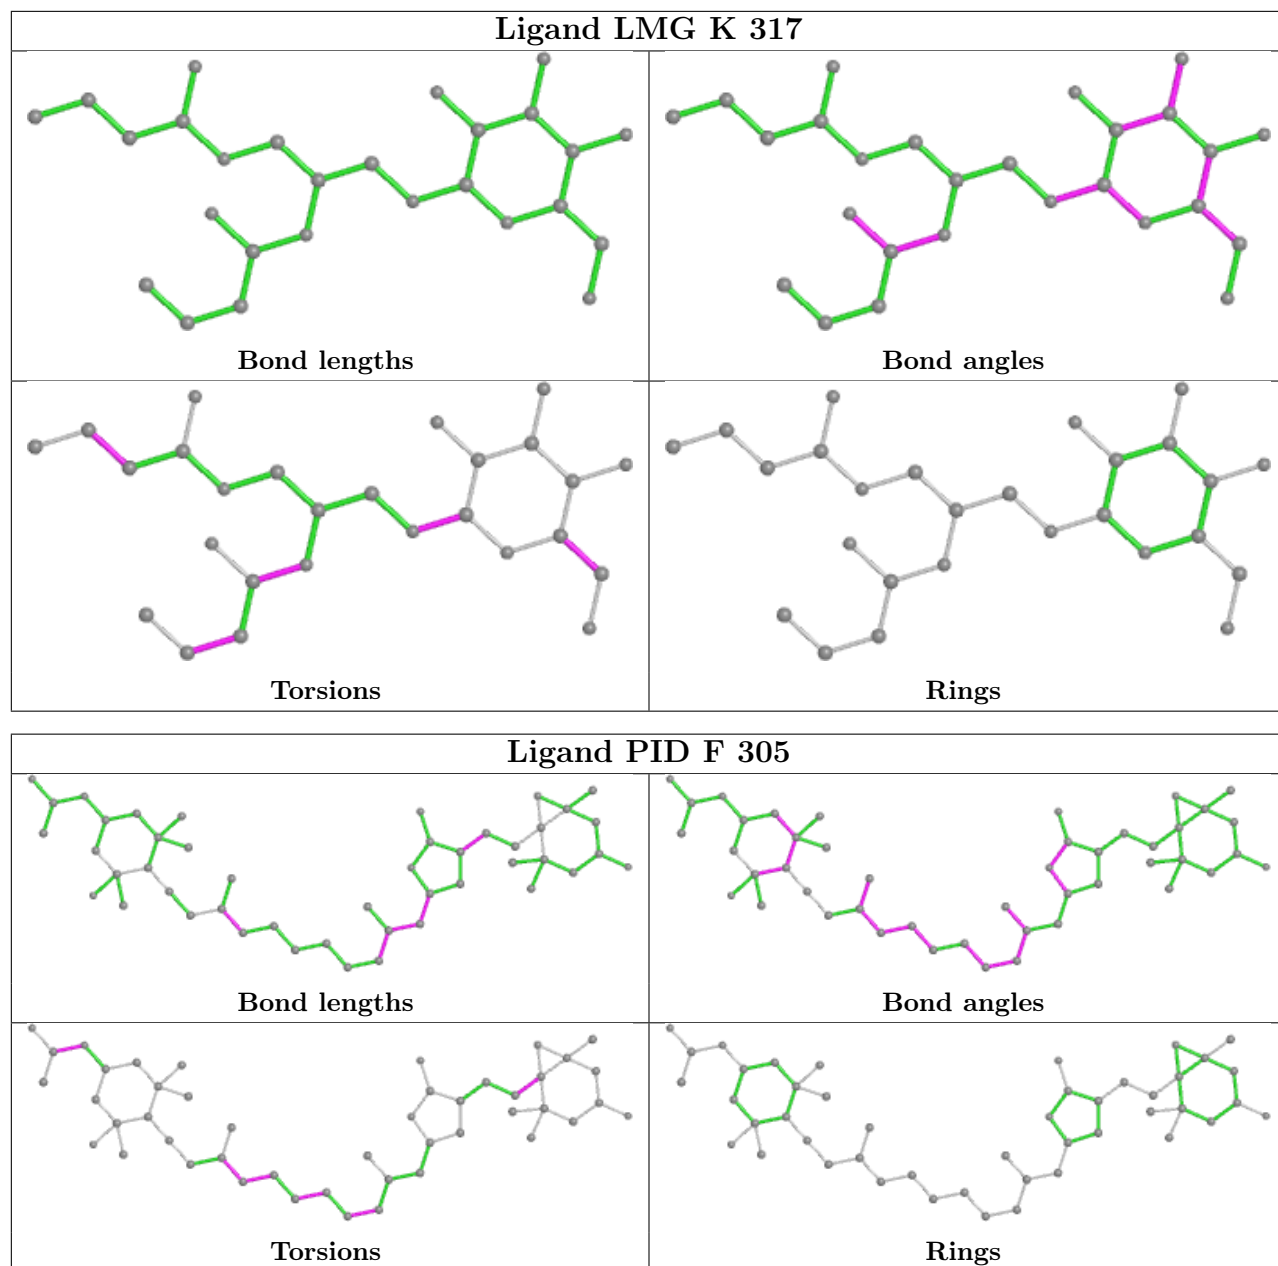 Ligand LMG K 317
Bond lengths
Bond angles
Torsions
Rings
Ligand PID F 305
Bond lengths
Bond angles
Torsions
Rings